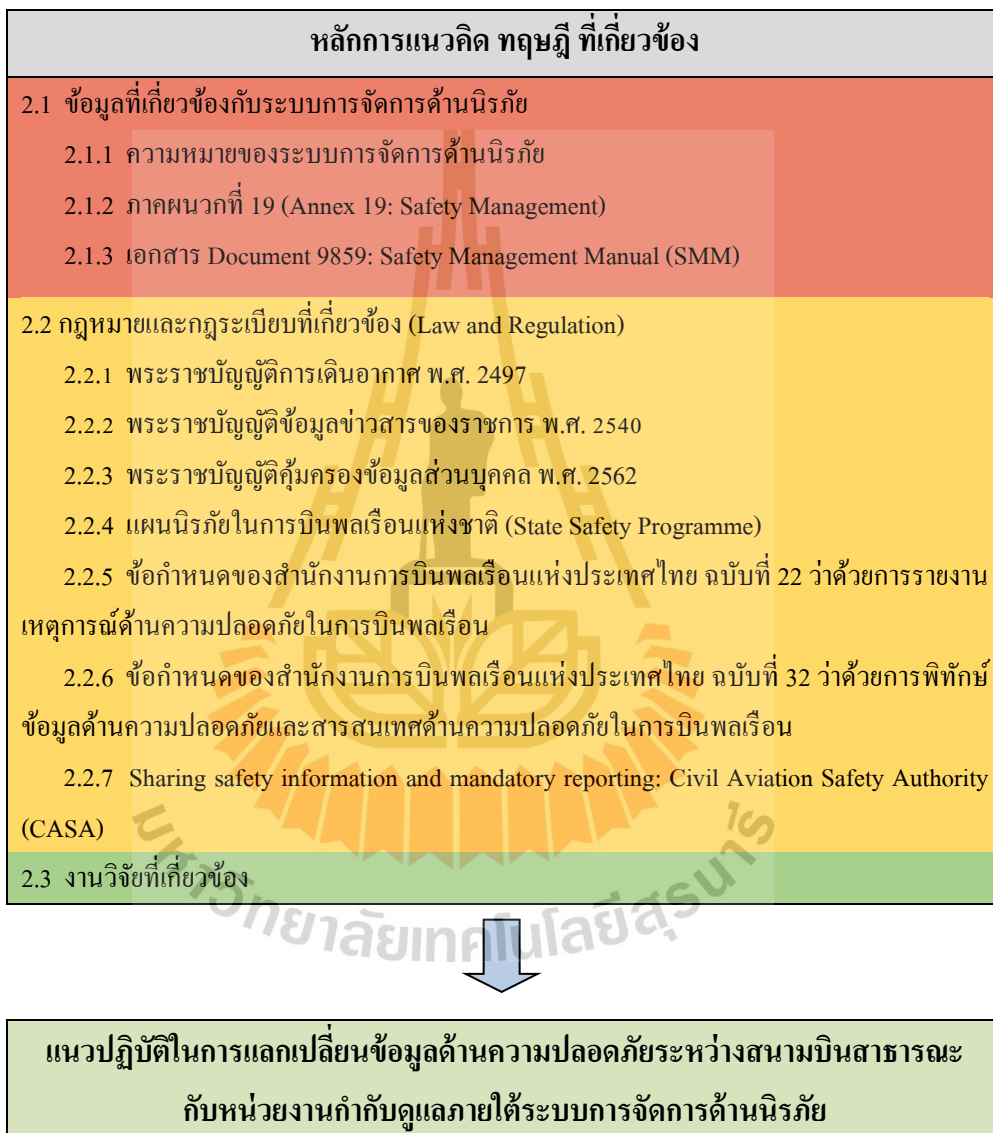 หลักการแนวคิด ทฤษฎี ที่เกี่ยวข้อง
2.1 ข้อมูลที่เกี่ยวข้องกับระบบการจัดการด้านนิรภัย
2.1.1 ความหมายของระบบการจัดการด้านนิรภัย
2.1.2 ภาคผนวกที่ 19 (Annex 19: Safety Management)
2.1.3 เอกสาร Document 9859: Safety Management Manual (SMM)
2.2 กฎหมายและกฎระเบียบที่เกี่ยวข้อง (Law and Regulation)
2.2.1 พระราชบัญญัติการเดินอากาศ พ.ศ. 2497
2.2.2 พระราชบัญญัติข้อมูลข่าวสารของราชการ พ.ศ. 2540
2.2.3 พระราชบัญญัติคุ้มครองข้อมูลส่วนบุคคล พ.ศ. 2562
2.2.4 แผนนิรภัยในการบินพลเรือนแห่งชาติ (State Safety Programme)
2.2.5 ข้อกำหนดของสำนักงานการบินพลเรือนแห่งประเทศไทย ฉบับที่ 22 ว่าด้วยการรายงาน
เหตุการณ์ด้านความปลอดภัยในการบินพลเรือน
2.2.6 ข้อกำหนดของสำนักงานการบินพลเรือนแห่งประเทศไทย ฉบับที่ 32 ว่าด้วยการพิทักษ์
ข้อมูลด้านความปลอดภัยและสารสนเทศด้านความปลอดภัยในการบินพลเรือน
2.2.7 Sharing safety information and mandatory reporting: Civil Aviation Safety Authority
(CASA)
2.3 งานวิจัยที่เกี่ยวข้อง
มหาวิทยาลัยเทคโนโลยีสุรนารี
แนวปฏิบัติในการแลกเปลี่ยนข้อมูลด้านความปลอดภัยระหว่างสนามบินสาธารณะ
กับหน่วยงานกำกับดูแลภายใต้ระบบการจัดการด้านนิรภัย